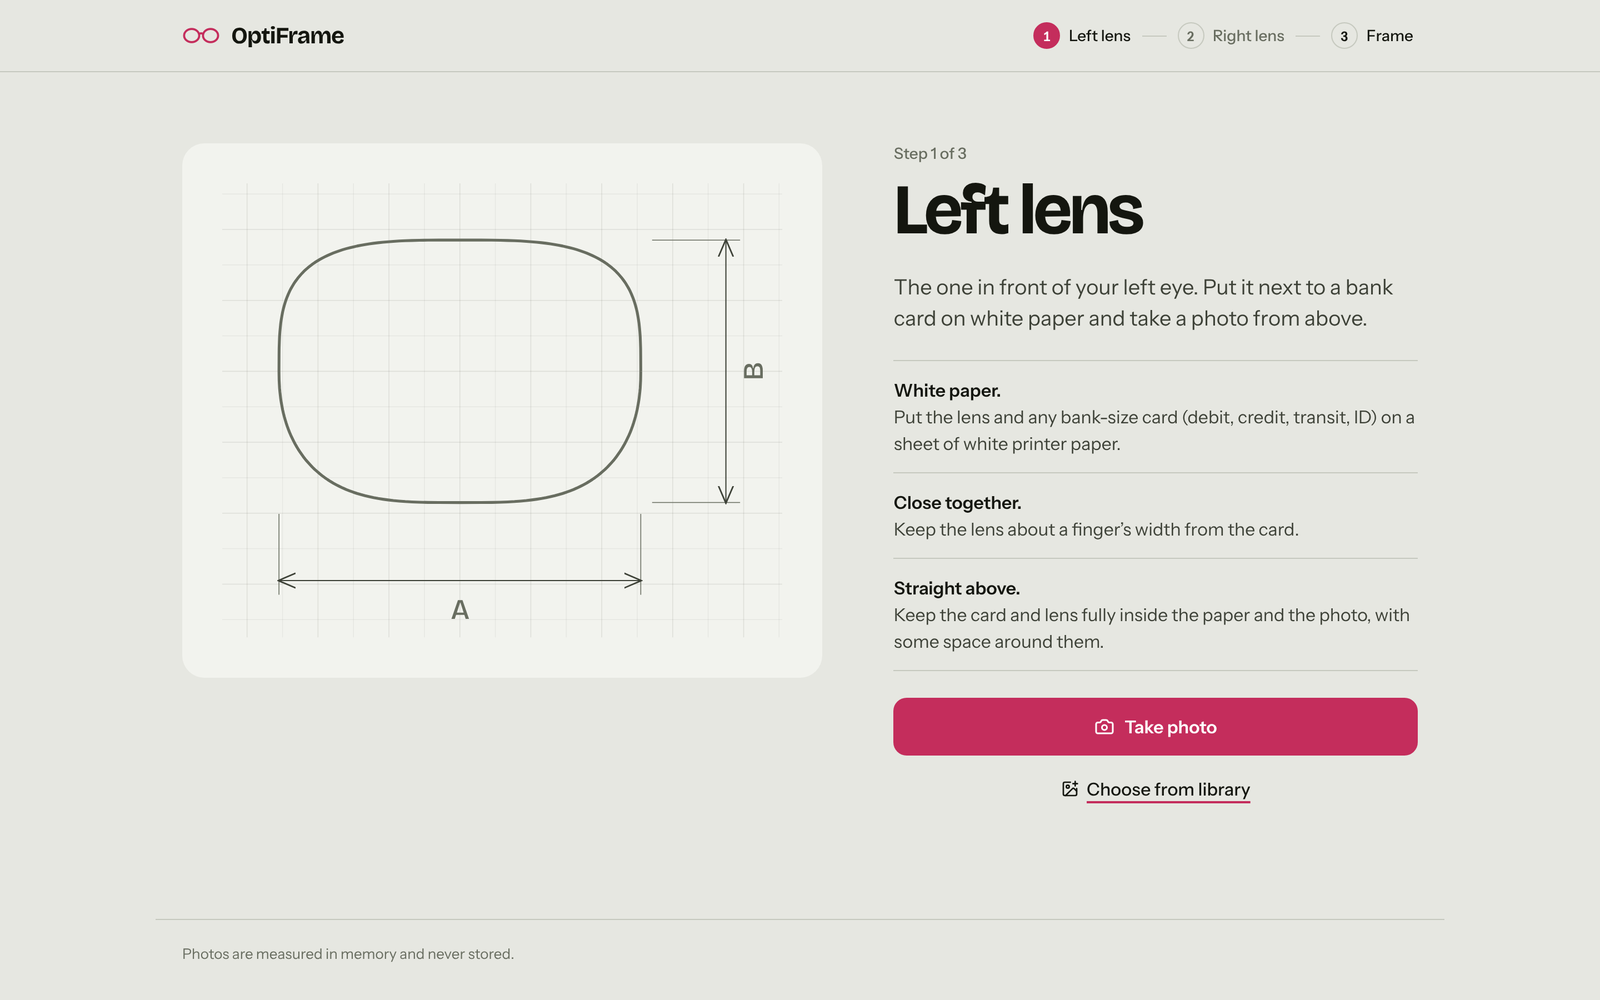 OptiFrame
1 Left lens
2 Right lens
3 Frame
B
A
Step 1 of 3
Left lens
The one in front of your left eye. Put it next to a bank
card on white paper and take a photo from above.
White paper.
Put the lens and any bank-size card (debit, credit, transit, ID) on a
sheet of white printer paper.
Close together.
Keep the lens about a finger’s width from the card.
Straight above.
Keep the card and lens fully inside the paper and the photo, with
some space around them.
Take photo
Choose from library
Photos are measured in memory and never stored.